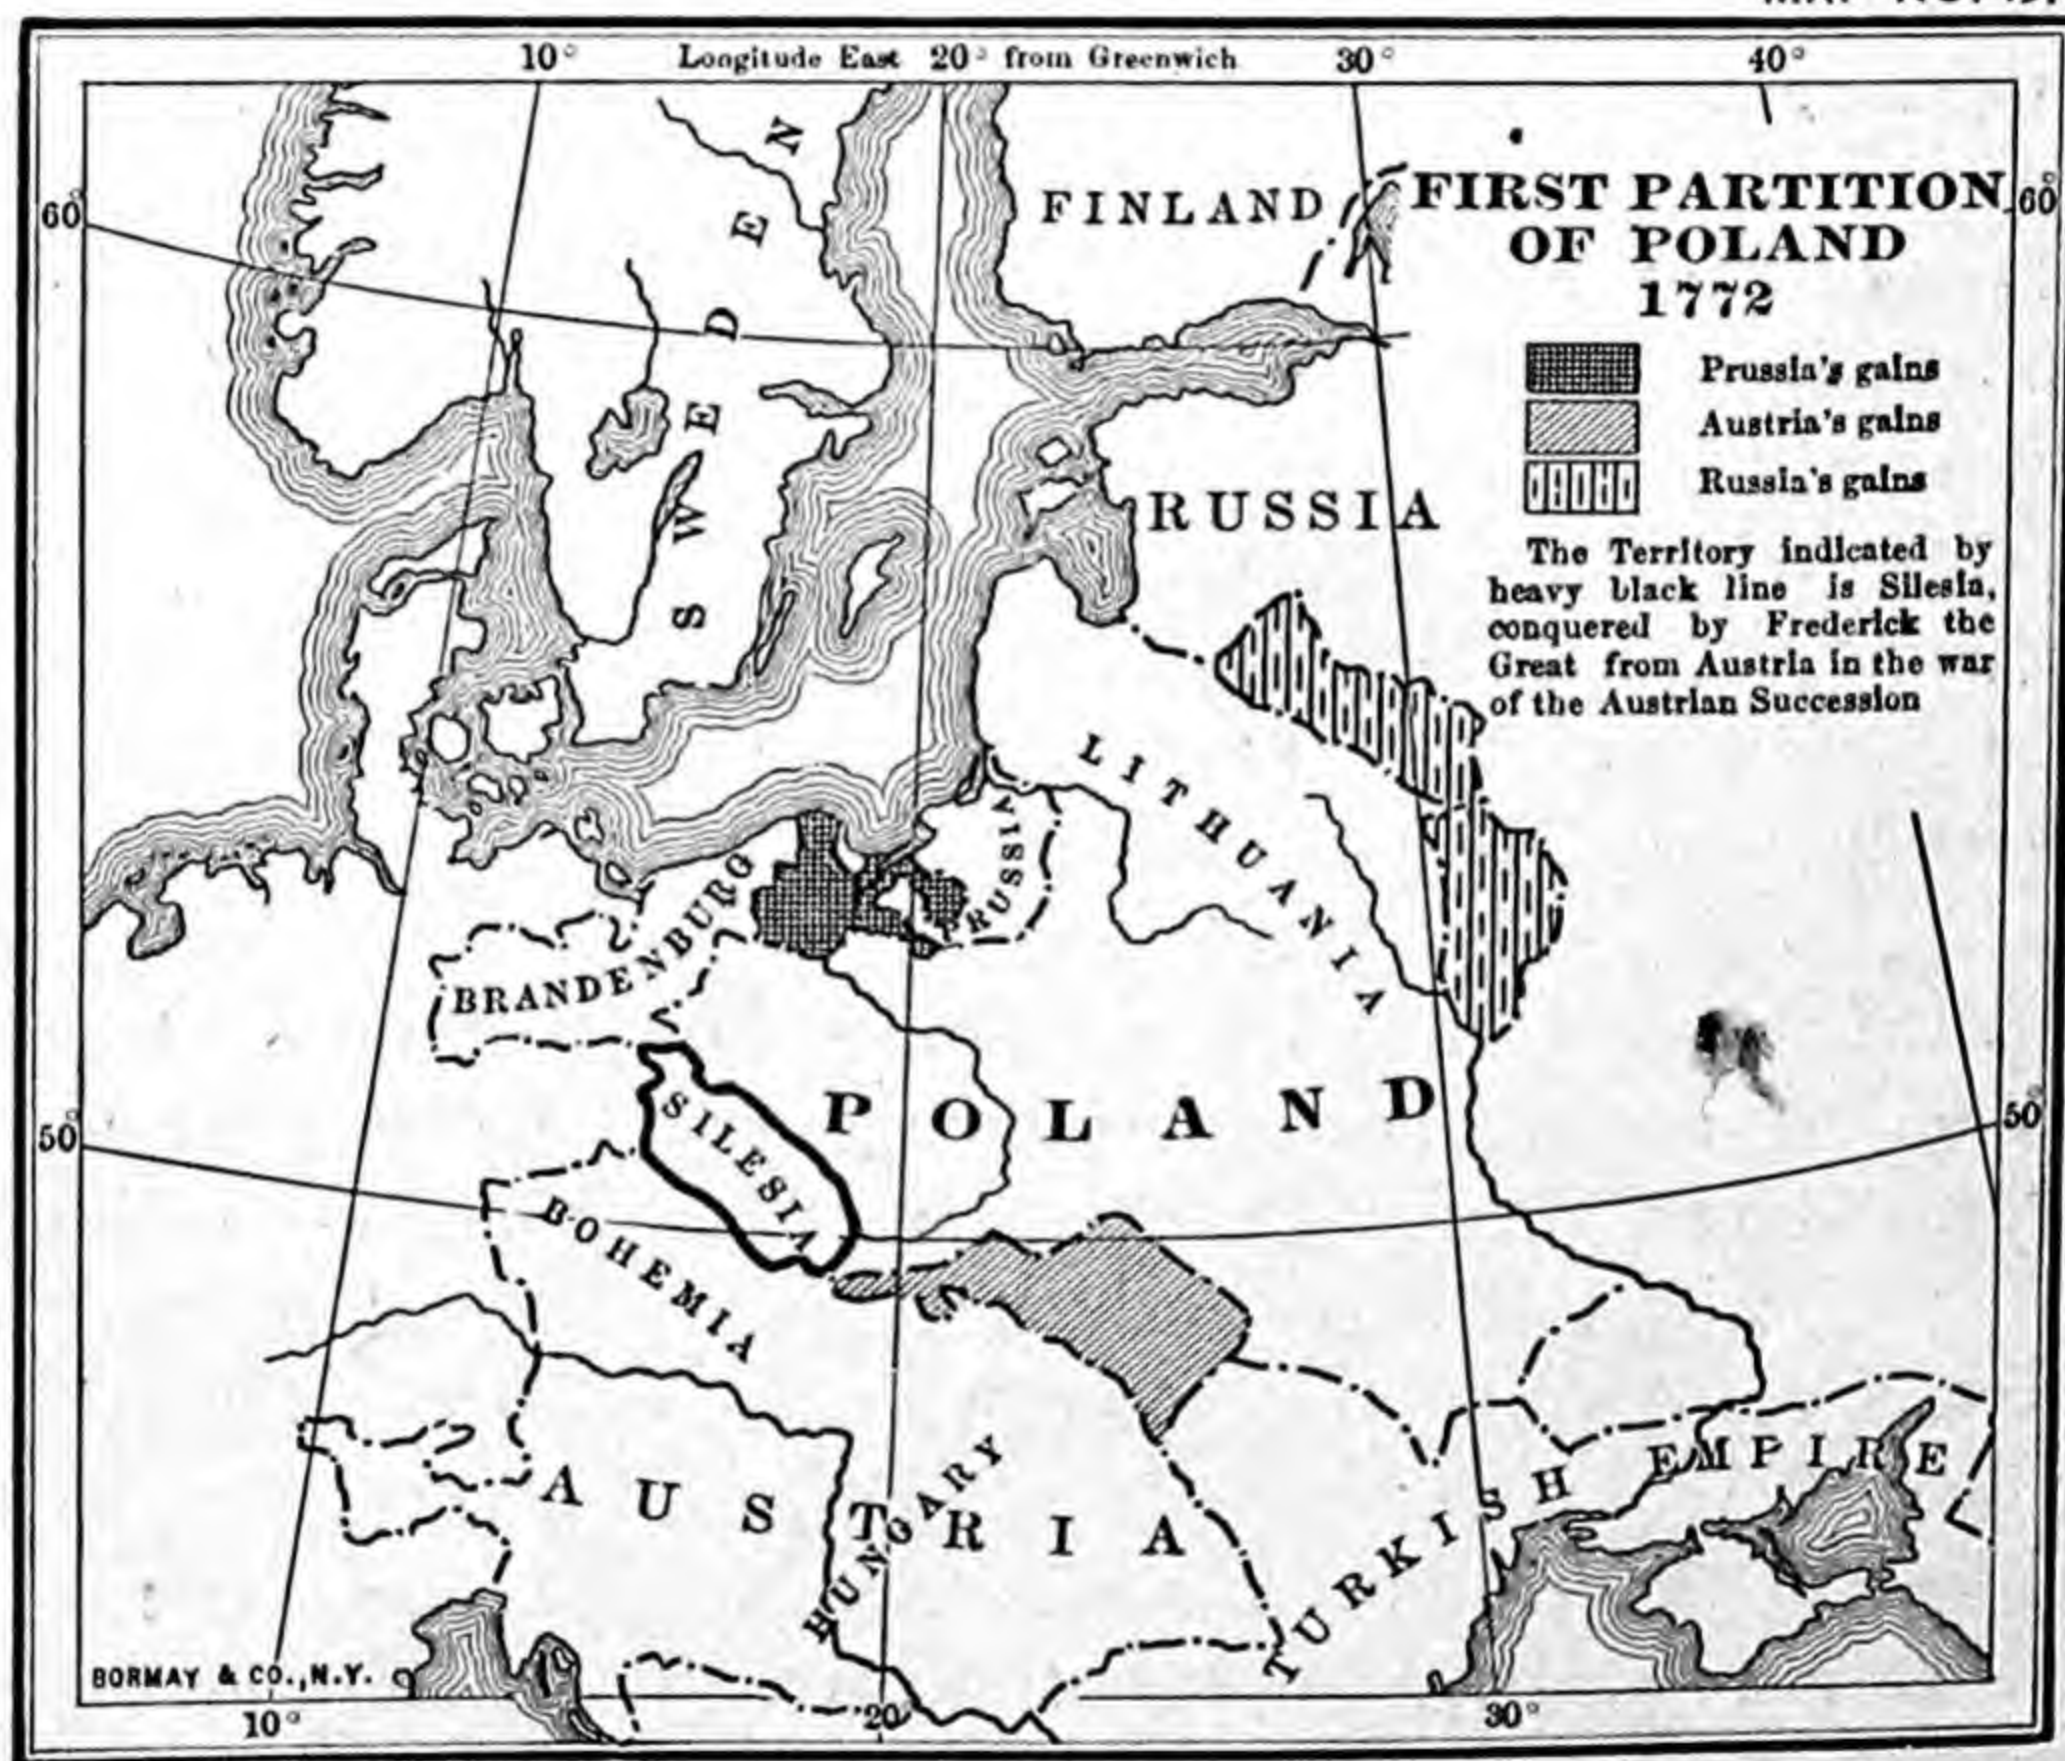 10° Longitude East 20° from Greenwich 30° 40°
60° 60°
SWEDEN
FINLAND
FIRST PARTITION
OF POLAND
1772
Prussia's gains
Austria's gains
Russia's gains
RUSSIA
The Territory indicated by
heavy black line is Silesia,
conquered by Frederick the
Great from Austria in the war
of the Austrian Succession
LITHUANIA
PRUSSIA
BRANDENBURG
POLAND
SILESIA
50° 50°
BOHEMIA
AUSTRIA
HUNGARY
TURKISH EMPIRE
BORMAY & CO., N.Y.
10° 20 30°